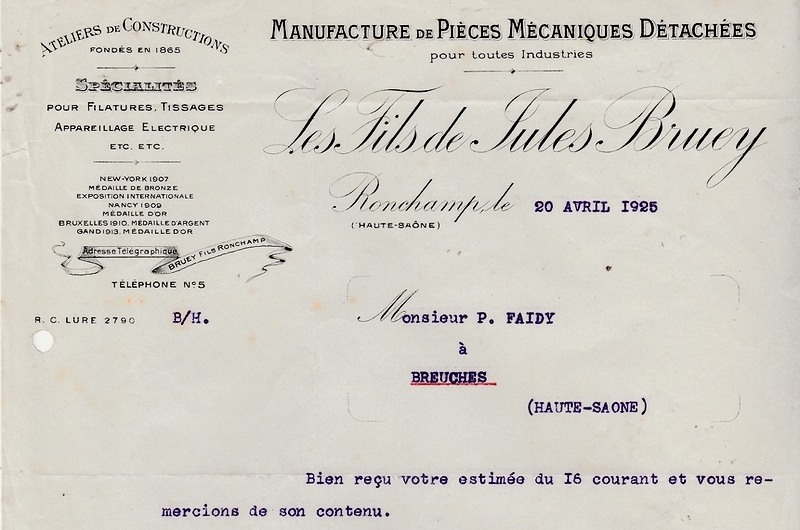 ATELIERS DE CONSTRUCTIONS
FONDÉS EN 1865
SPÉCIALITÉS
POUR FILATURES, TISSAGES
APPAREILLAGE ELECTRIQUE
ETC. ETC.
NEW-YORK 1907
MÉDAILLE DE BRONZE
EXPOSITION INTERNATIONALE
NANCY 1909
MÉDAILLE D'OR
BRUXELLES 1910, MÉDAILLE D'ARGENT
GAND 1913, MÉDAILLE D'OR
Adresse Télégraphique
BRUEY FILS RONCHAMP
TÉLÉPHONE N°5
R. C. LURE 2790 B/H.
MANUFACTURE DE PIÈCES MÉCANIQUES DÉTACHÉES
pour toutes Industries
Les Fils de Jules Bruey
Ronchamp, le 20 AVRIL I925
(HAUTE-SAÔNE)
Monsieur P. FAIDY
à
BREUCHES
(HAUTE-SAONE)
Bien reçu votre estimée du I6 courant et vous re-
mercions de son contenu.